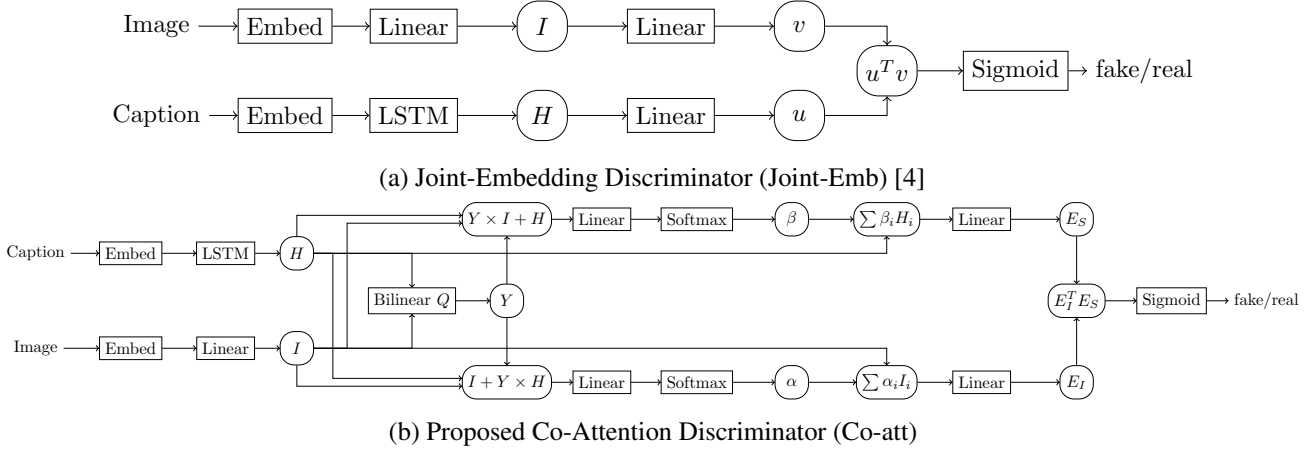 Image Embed Linear I Linear v
u^T v Sigmoid fake/real
Caption Embed LSTM H Linear u
(a) Joint-Embedding Discriminator (Joint-Emb) [4]
Y × I + H Linear Softmax β ∑ β_i H_i Linear E_S
Caption Embed LSTM H
Bilinear Q Y E_I^T E_S Sigmoid fake/real
Image Embed Linear I
I + Y × H Linear Softmax α ∑ α_i I_i Linear E_I
(b) Proposed Co-Attention Discriminator (Co-att)